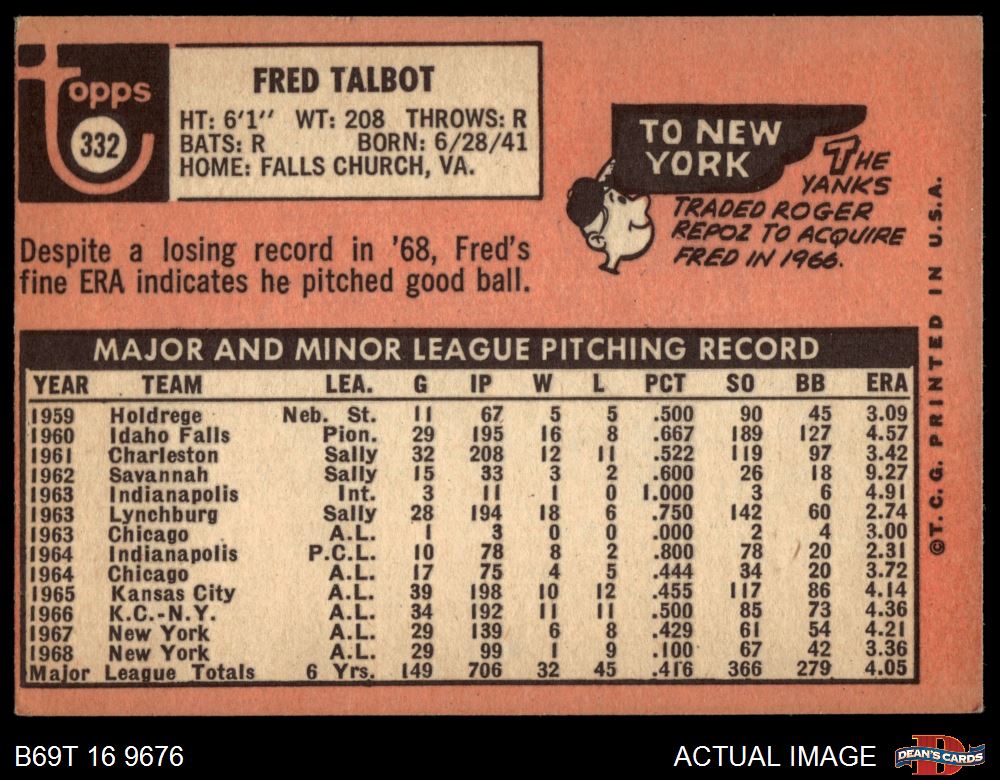 topps
332
FRED TALBOT
HT: 6'1" WT: 208 THROWS: R
BATS: R BORN: 6/28/41
HOME: FALLS CHURCH, VA.
TO NEW
YORK
THE
YANKS
TRADED ROGER
REPOZ TO ACQUIRE
FRED IN 1966.
Despite a losing record in '68, Fred's
fine ERA indicates he pitched good ball.
MAJOR AND MINOR LEAGUE PITCHING RECORD
YEAR TEAM LEA. G IP W L PCT SO BB ERA
1959 Holdrege Neb. St. 11 67 5 5 .500 90 45 3.09
1960 Idaho Falls Pion. 29 195 16 8 .667 189 127 4.57
1961 Charleston Sally 32 208 12 11 .522 119 97 3.42
1962 Savannah Sally 15 33 3 2 .600 26 18 9.27
1963 Indianapolis Int. 3 11 1 0 1.000 3 6 4.91
1963 Lynchburg Sally 28 194 18 6 .750 142 60 2.74
1963 Chicago A.L. 1 3 0 0 .000 2 4 3.00
1964 Indianapolis P.C.L. 10 78 8 2 .800 78 20 2.31
1964 Chicago A.L. 17 75 4 5 .444 34 20 3.72
1965 Kansas City A.L. 39 198 10 12 .455 117 86 4.14
1966 K.C.-N.Y. A.L. 34 192 11 11 .500 85 73 4.36
1967 New York A.L. 29 139 6 8 .429 61 54 4.21
1968 New York A.L. 29 99 1 9 .100 67 42 3.36
Major League Totals 6 Yrs. 149 706 32 45 .416 366 279 4.05
©T. C. G. PRINTED IN U.S.A.
B69T 16 9676
ACTUAL IMAGE
DEAN'S CARDS